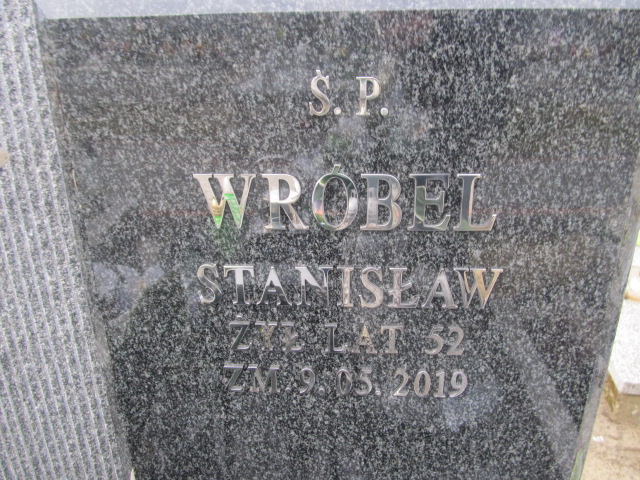 Ś. P.
WRÓBEL
STANISŁAW
ŻYŁ LAT 52
ZM. 9. 05. 2019